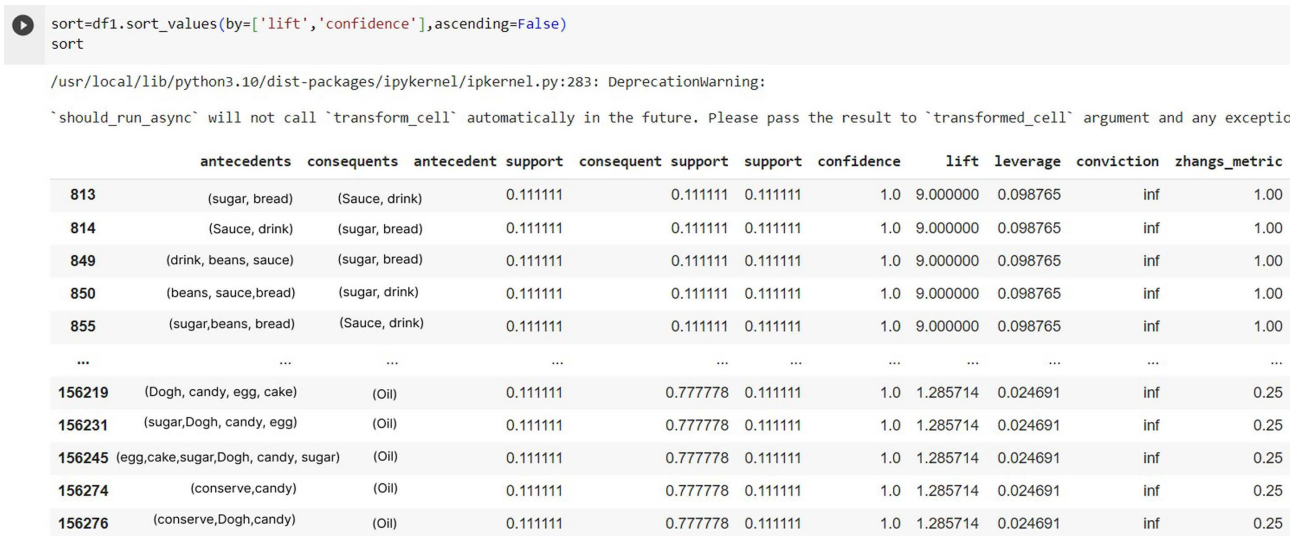 sort=df1.sort_values(by=['lift','confidence'],ascending=False)
sort
/usr/local/lib/python3.10/dist-packages/ipykernel/ipkernel.py:283: DeprecationWarning:
`should_run_async` will not call `transform_cell` automatically in the future. Please pass the result to `transformed_cell` argument and any exceptio
antecedents consequents antecedent support consequent support support confidence lift leverage conviction zhangs_metric
813 (sugar, bread) (Sauce, drink) 0.111111 0.111111 0.111111 1.0 9.000000 0.098765 inf 1.00
814 (Sauce, drink) (sugar, bread) 0.111111 0.111111 0.111111 1.0 9.000000 0.098765 inf 1.00
849 (drink, beans, sauce) (sugar, bread) 0.111111 0.111111 0.111111 1.0 9.000000 0.098765 inf 1.00
850 (beans, sauce,bread) (sugar, drink) 0.111111 0.111111 0.111111 1.0 9.000000 0.098765 inf 1.00
855 (sugar,beans, bread) (Sauce, drink) 0.111111 0.111111 0.111111 1.0 9.000000 0.098765 inf 1.00
... ... ... ... ... ... ... ... ... ... ...
156219 (Dogh, candy, egg, cake) (Oil) 0.111111 0.777778 0.111111 1.0 1.285714 0.024691 inf 0.25
156231 (sugar,Dogh, candy, egg) (Oil) 0.111111 0.777778 0.111111 1.0 1.285714 0.024691 inf 0.25
156245 (egg,cake,sugar,Dogh, candy, sugar) (Oil) 0.111111 0.777778 0.111111 1.0 1.285714 0.024691 inf 0.25
156274 (conserve,candy) (Oil) 0.111111 0.777778 0.111111 1.0 1.285714 0.024691 inf 0.25
156276 (conserve,Dogh,candy) (Oil) 0.111111 0.777778 0.111111 1.0 1.285714 0.024691 inf 0.25